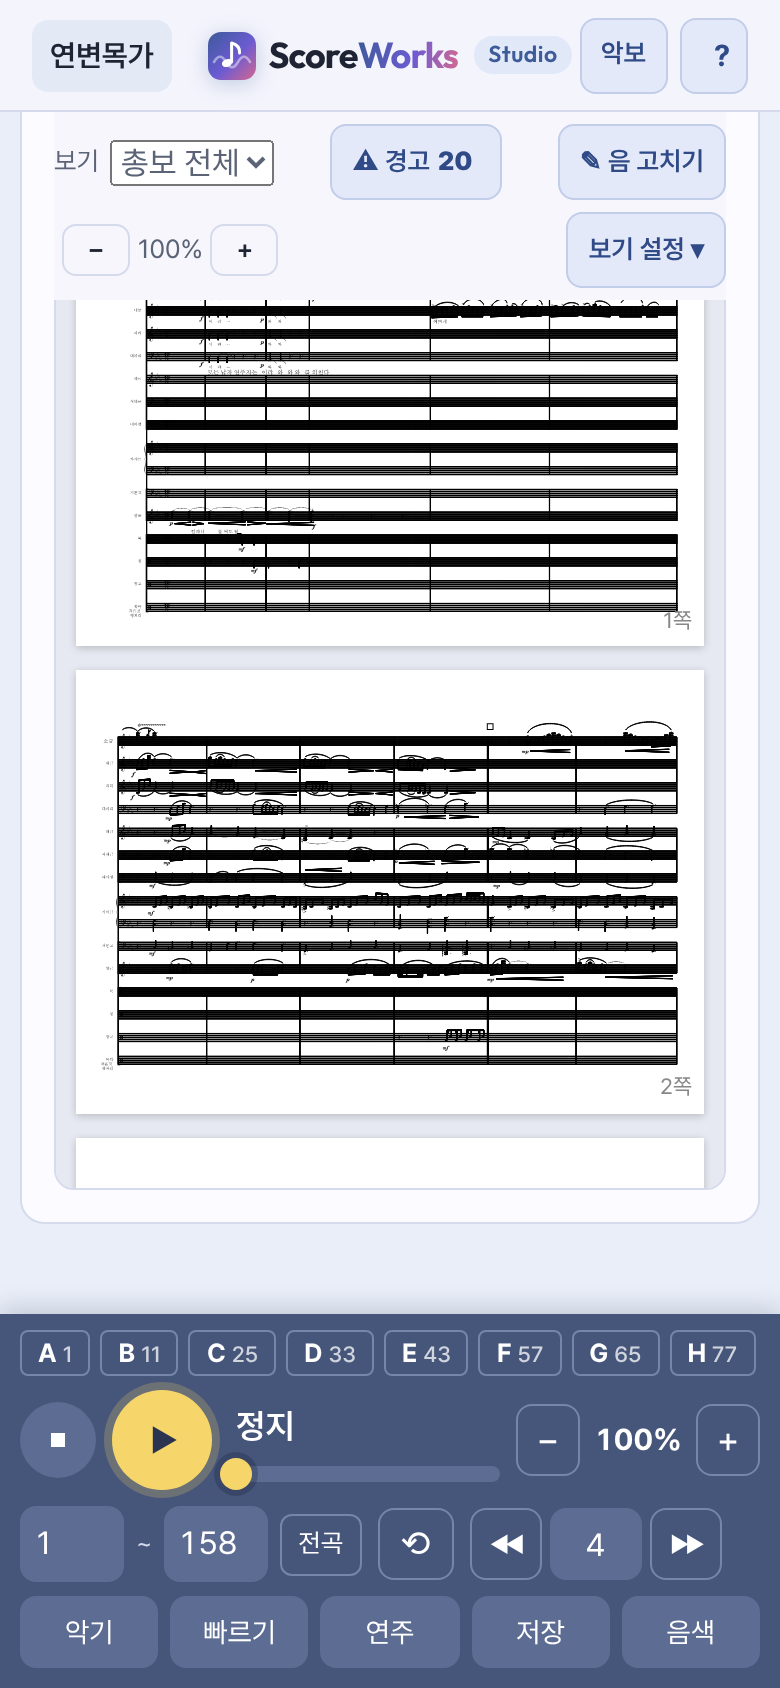 연변목가
ScoreWorks
Studio
악보
?
보기
총보 전체
⚠ 경고 20
✎ 음 고치기
–
100%
+
보기 설정 ▾
1쪽
2쪽
A 1
B 11
C 25
D 33
E 43
F 57
G 65
H 77
정지
–
100%
+
1
~
158
전곡
4
악기
빠르기
연주
저장
음색